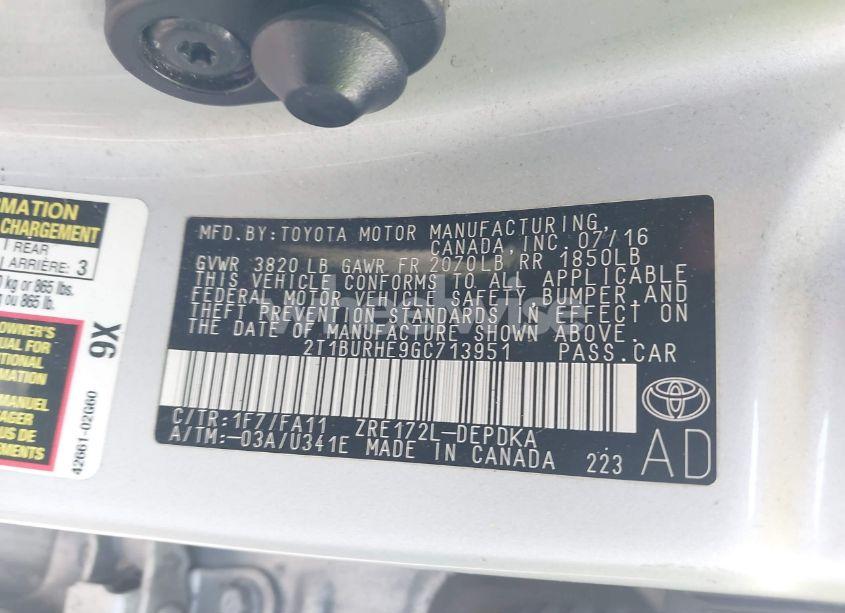 RMATION
CHARGEMENT
REAR
ARRIÈRE: 3
kg or 865 lbs.
ou 865 lb.
OWNER'S
UAL FOR
ITIONAL
RMATION
MANUEL
AGER
US DE
EMENTS
9X
42661-02G60
MFD.BY:TOYOTA MOTOR MANUFACTURING,
CANADA, INC. 07/16
GVWR 3820 LB GAWR FR 2070LB, RR 1850LB
THIS VEHICLE CONFORMS TO ALL APPLICABLE
FEDERAL MOTOR VEHICLE SAFETY, BUMPER, AND
THEFT PREVENTION STANDARDS IN EFFECT ON
THE DATE OF MANUFACTURE SHOWN ABOVE.
2T1BURHE9GC713951 PASS.CAR
C/TR:1F7/FA11 ZRE172L-DEPDKA
A/TM:-03A/U341E MADE IN CANADA 223
AD